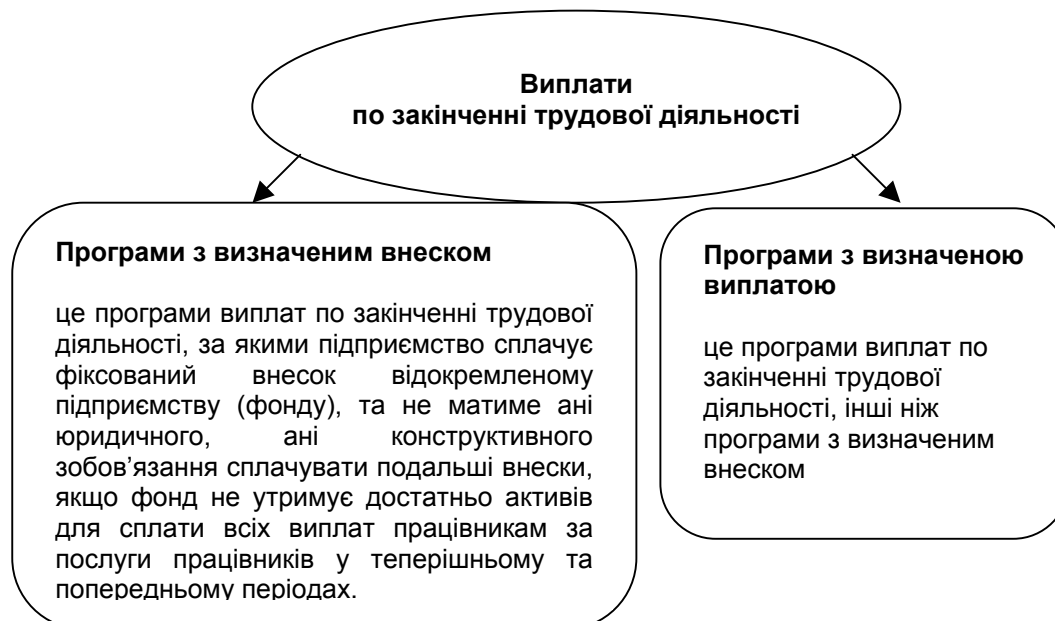 Виплати
по закінченні трудової діяльності
Програми з визначеним внеском
це програми виплат по закінченні трудової
діяльності, за якими підприємство сплачує
фіксований внесок відокремленому
підприємству (фонду), та не матиме ані
юридичного, ані конструктивного
зобов’язання сплачувати подальші внески,
якщо фонд не утримує достатньо активів
для сплати всіх виплат працівникам за
послуги працівників у теперішньому та
попередньому періодах.
Програми з визначеною
виплатою
це програми виплат по
закінченні трудової
діяльності, інші ніж
програми з визначеним
внеском